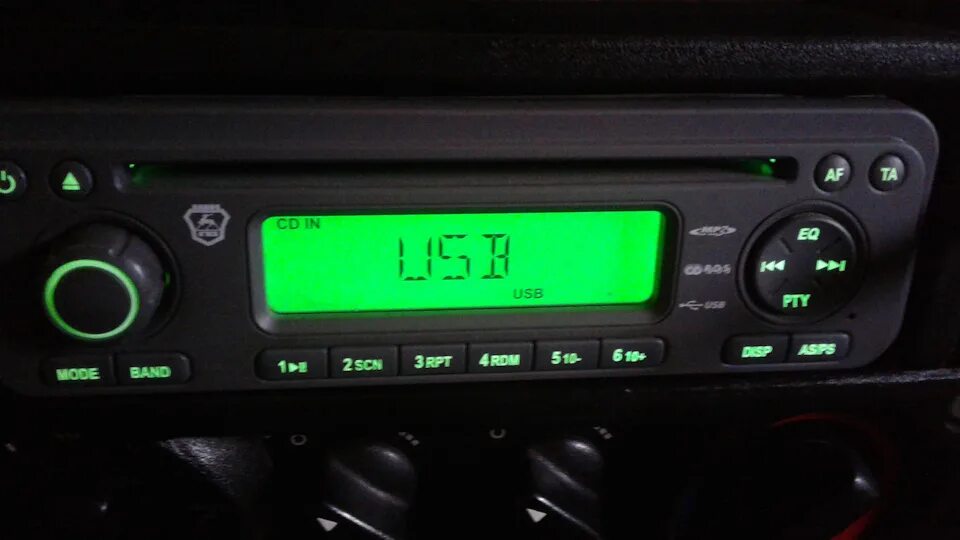 AF TA
CD IN
USB
USB
EQ
PTY
USB
MODE BAND
1 2 SCN 3 RPT 4 RDM 5 10- 6 10+
DISP AS/PS